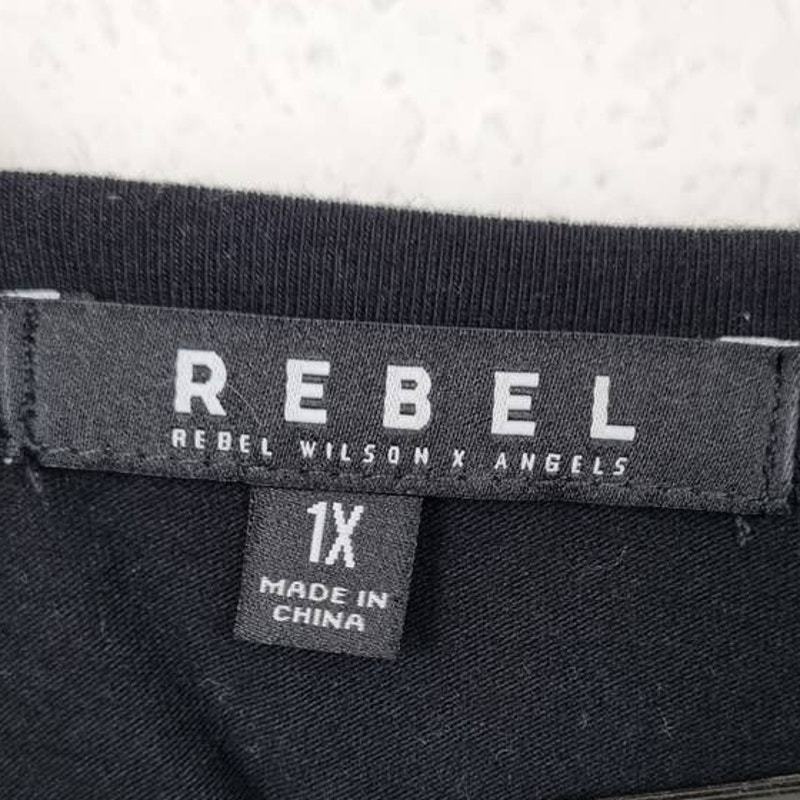 REBEL
REBEL WILSON X ANGELS
1X
MADE IN
CHINA